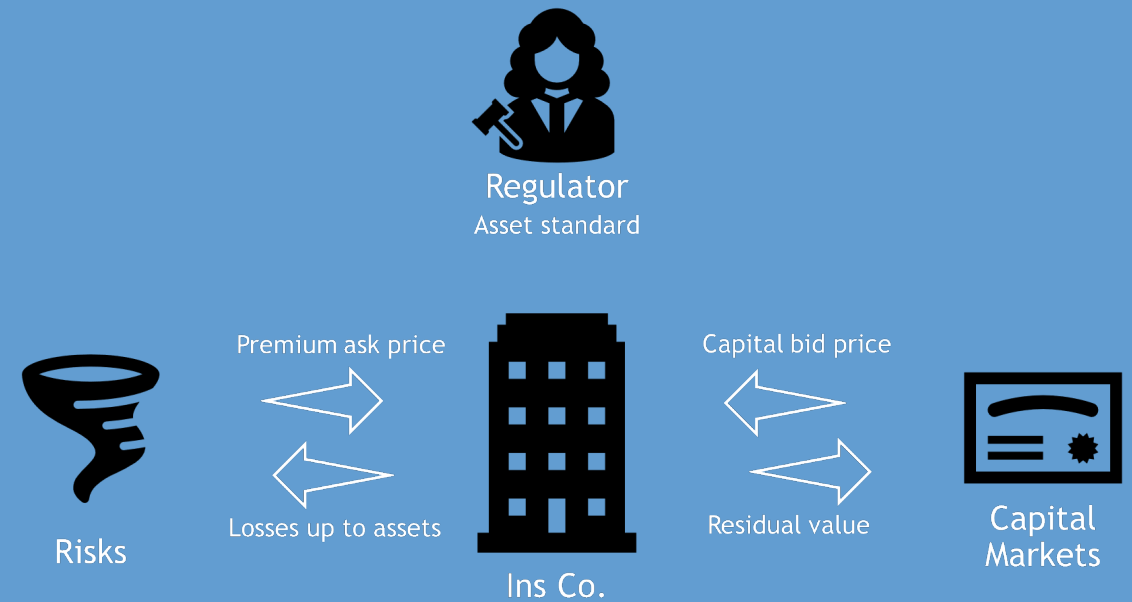 Regulator
Asset standard
Premium ask price
Capital bid price
Losses up to assets
Residual value
Risks
Ins Co.
Capital
Markets